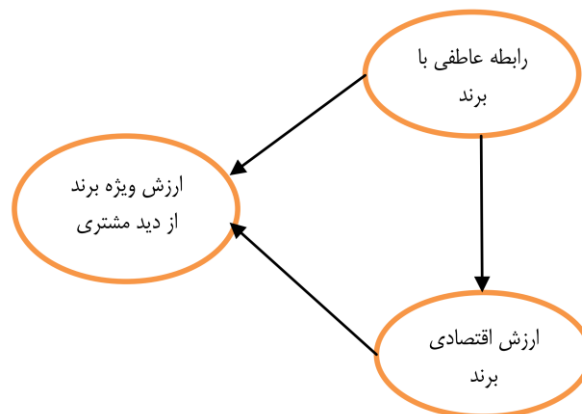 رابطه عاطفی با
برند
ارزش ویژه برند
از دید مشتری
ارزش اقتصادی
برند